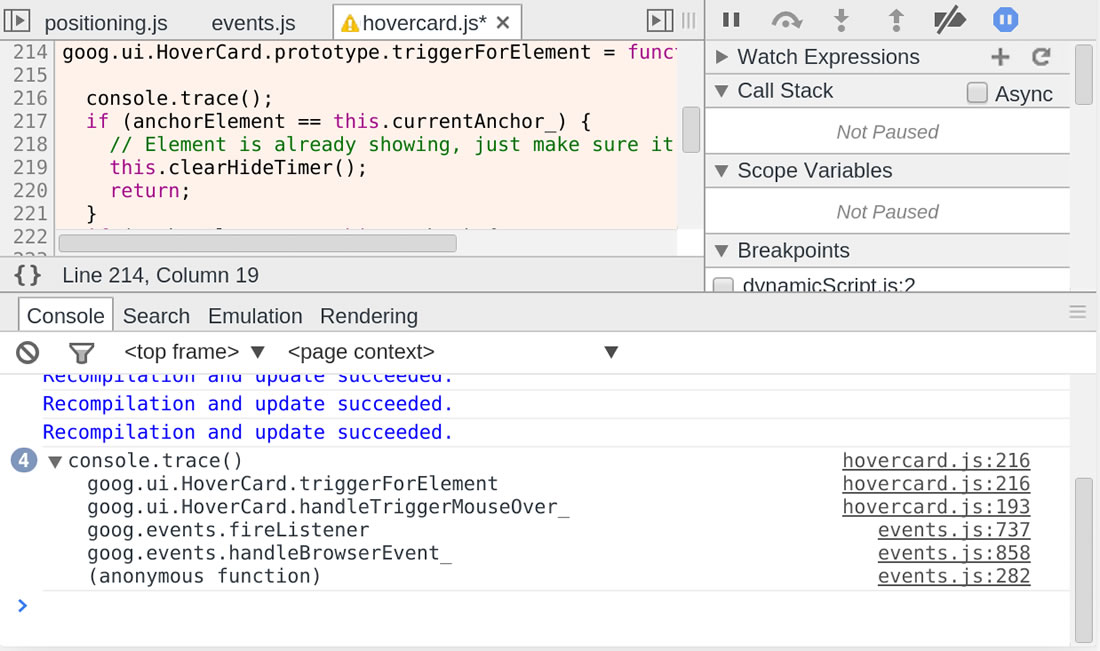 positioning.js events.js hovercard.js*
214 goog.ui.HoverCard.prototype.triggerForElement = func
215
216 console.trace();
217 if (anchorElement == this.currentAnchor_) {
218 // Element is already showing, just make sure it
219 this.clearHideTimer();
220 return;
221 }
222
{} Line 214, Column 19
Watch Expressions
Call Stack Async
Not Paused
Scope Variables
Not Paused
Breakpoints
dynamicScript.js:2
Console Search Emulation Rendering
<top frame> <page context>
Recompilation and update succeeded.
Recompilation and update succeeded.
Recompilation and update succeeded.
4 console.trace() hovercard.js:216
goog.ui.HoverCard.triggerForElement hovercard.js:216
goog.ui.HoverCard.handleTriggerMouseOver_ hovercard.js:193
goog.events.fireListener events.js:737
goog.events.handleBrowserEvent_ events.js:858
(anonymous function) events.js:282
>